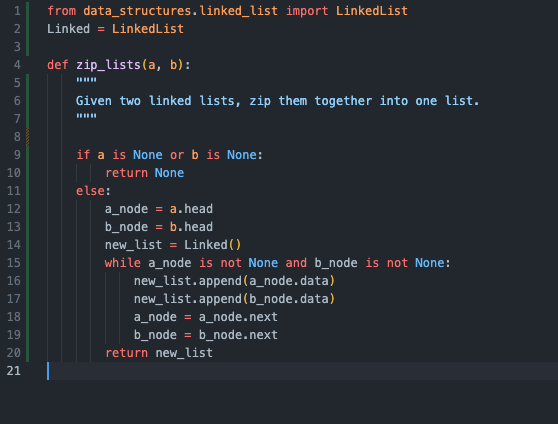 1 from data_structures.linked_list import LinkedList
2 Linked = LinkedList
3
4 def zip_lists(a, b):
5     """
6     Given two linked lists, zip them together into one list.
7     """
8
9     if a is None or b is None:
10         return None
11     else:
12         a_node = a.head
13         b_node = b.head
14         new_list = Linked()
15         while a_node is not None and b_node is not None:
16             new_list.append(a_node.data)
17             new_list.append(b_node.data)
18             a_node = a_node.next
19             b_node = b_node.next
20         return new_list
21